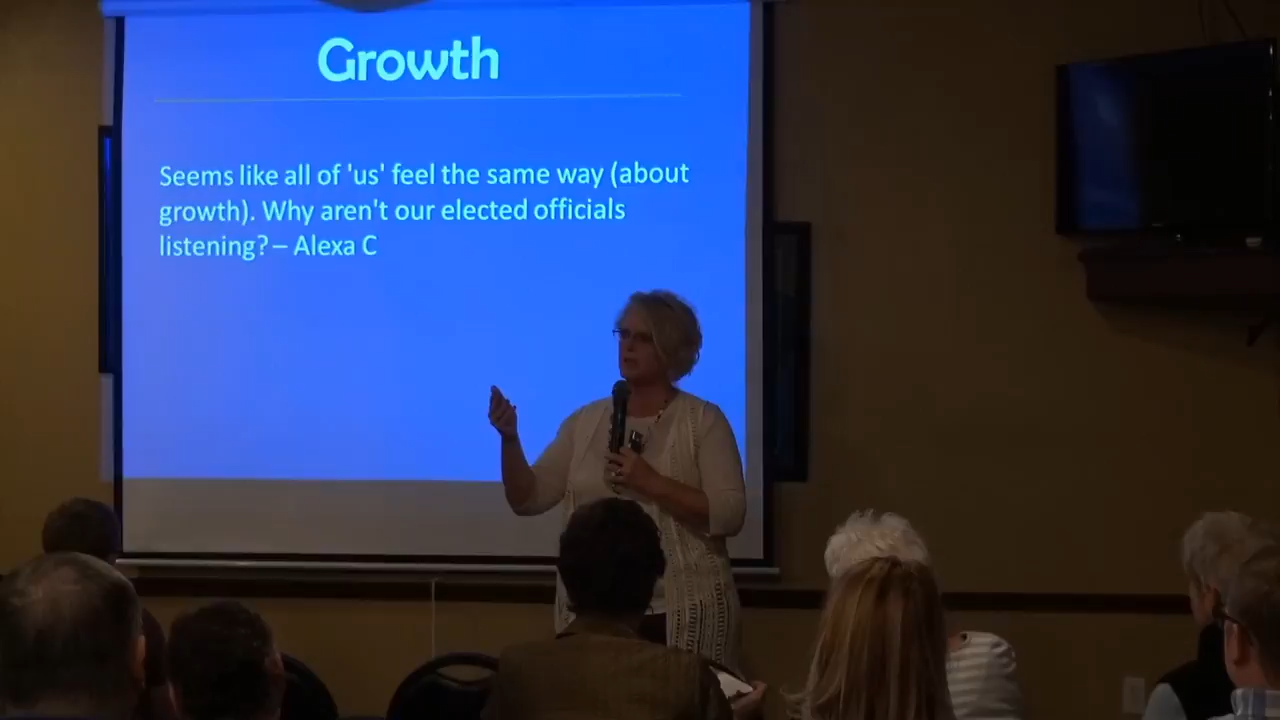 Growth
Seems like all of 'us' feel the same way (about
growth). Why aren't our elected officials
listening? – Alexa C